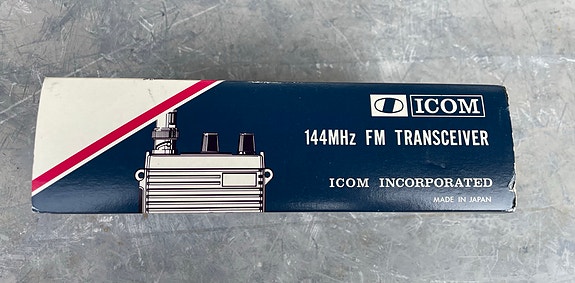 ICOM
144MHz FM TRANSCEIVER
ICOM INCORPORATED
MADE IN JAPAN